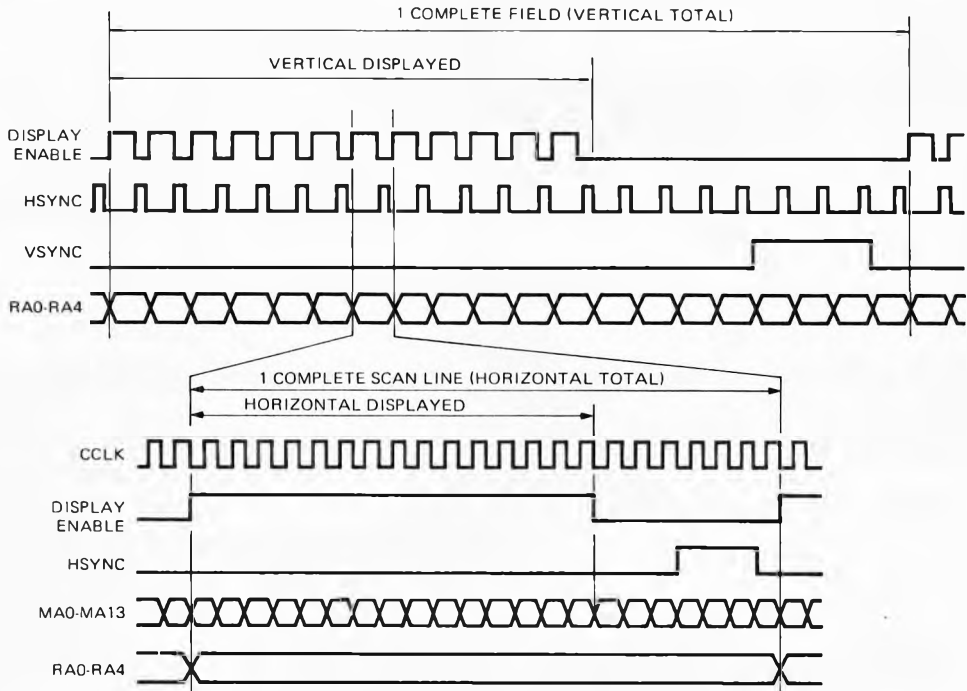 1 COMPLETE FIELD (VERTICAL TOTAL)
VERTICAL DISPLAYED
DISPLAY
ENABLE
HSYNC
VSYNC
RA0-RA4
1 COMPLETE SCAN LINE (HORIZONTAL TOTAL)
HORIZONTAL DISPLAYED
CCLK
DISPLAY
ENABLE
HSYNC
MA0-MA13
RA0-RA4